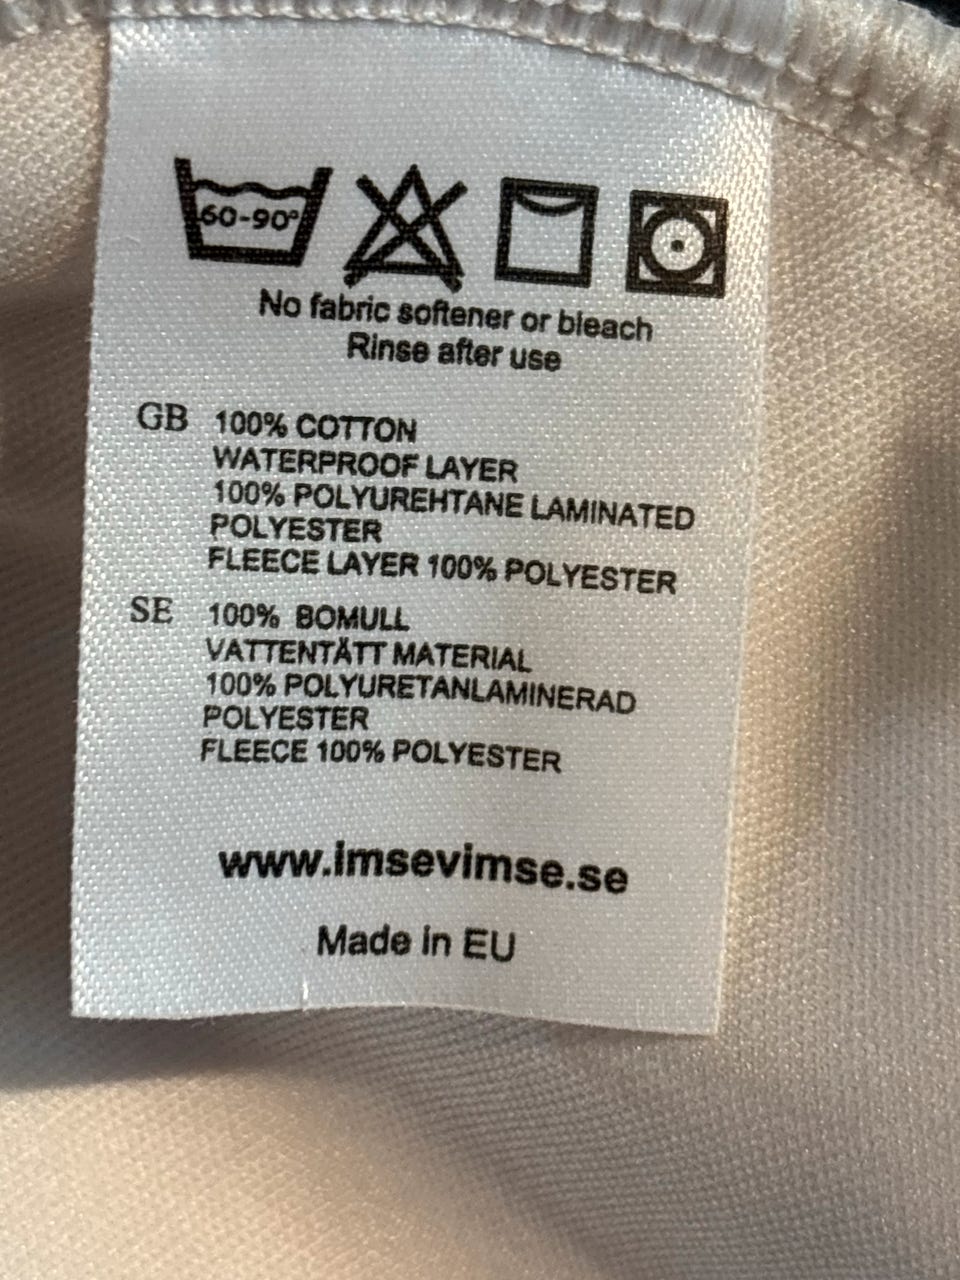 60-90°
No fabric softener or bleach
Rinse after use
GB 100% COTTON
WATERPROOF LAYER
100% POLYUREHTANE LAMINATED
POLYESTER
FLEECE LAYER 100% POLYESTER
SE 100% BOMULL
VATTENTÄTT MATERIAL
100% POLYURETANLAMINERAD
POLYESTER
FLEECE 100% POLYESTER
www.imsevimse.se
Made in EU